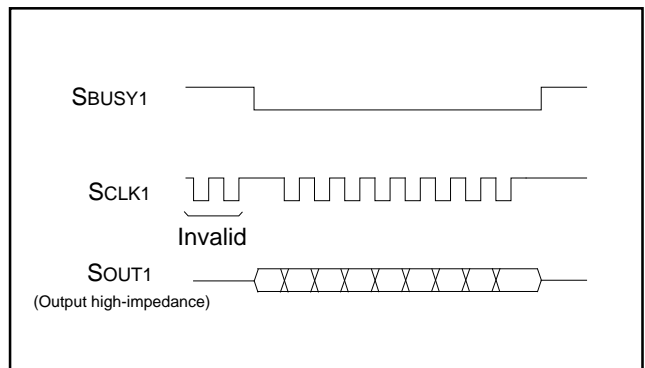 SBUSY1
SCLK1
Invalid
SOUT1
(Output high-impedance)